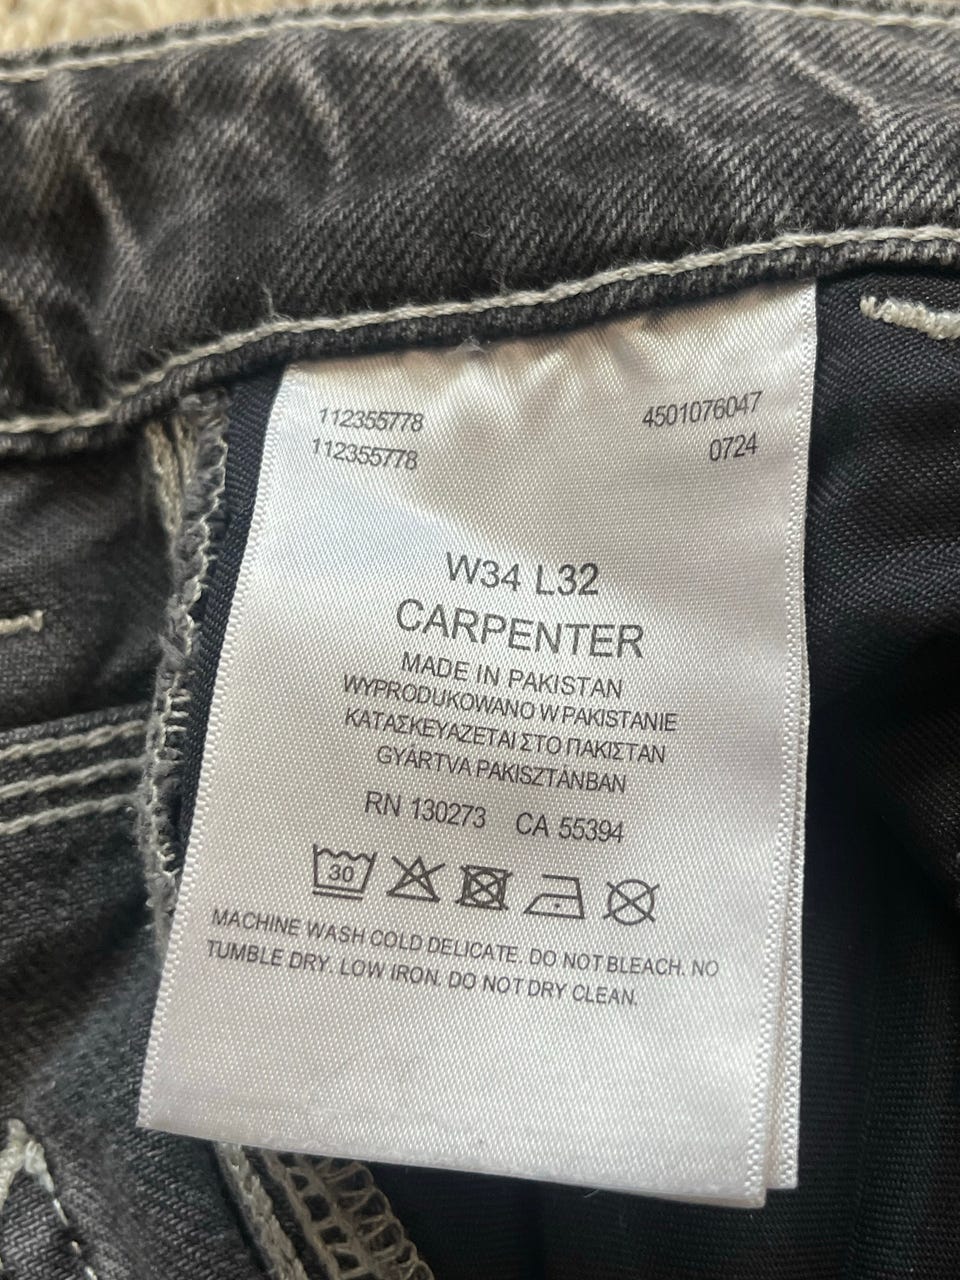 112355778 4501076047
112355778 0724
W34 L32
CARPENTER
MADE IN PAKISTAN
WYPRODUKOWANO W PAKISTANIE
ΚΑΤΑΣΚΕΥΑΖΕΤΑΙ ΣΤΟ ΠΑΚΙΣΤΑΝ
GYÁRTVA PAKISZTÁNBAN
RN 130273 CA 55394
30
MACHINE WASH COLD DELICATE. DO NOT BLEACH. NO
TUMBLE DRY. LOW IRON. DO NOT DRY CLEAN.